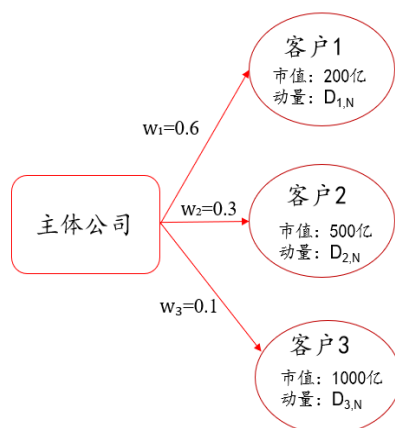 客户1
市值：200亿
动量：D1,N
w₁=0.6
主体公司
w₂=0.3
客户2
市值：500亿
动量：D2,N
w₃=0.1
客户3
市值：1000亿
动量：D3,N